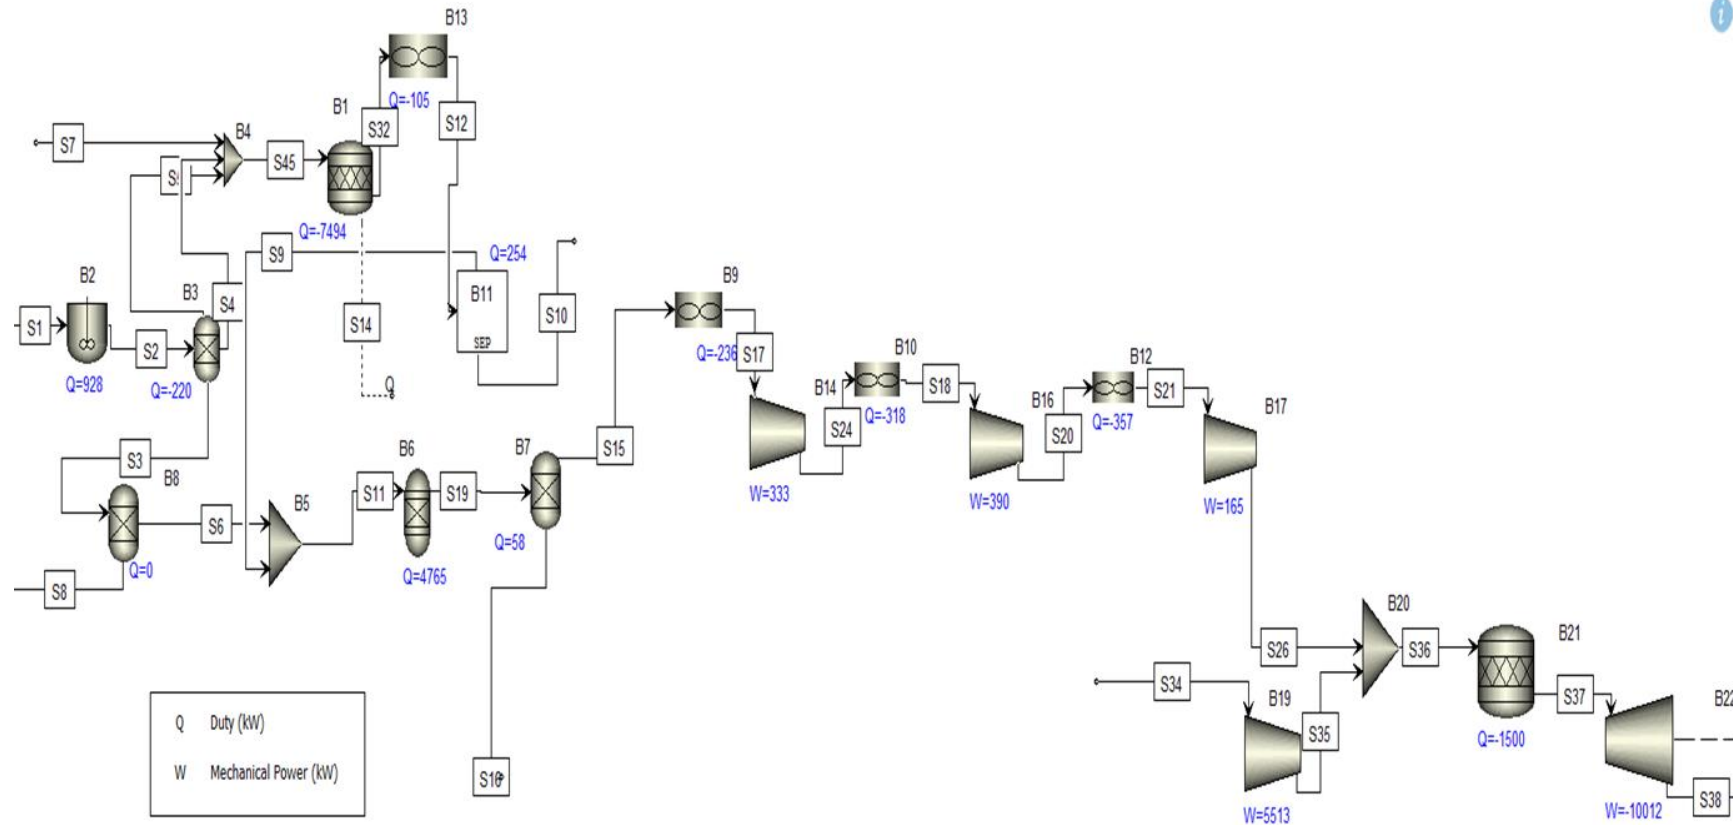 i
B13
Q=-105
B1
S32
S12
S7
B4
S45
S
Q=-7494
S9
Q=254
B2
B3
S4
B11
SEP
S10
S1
S2
S14
Q=928
Q=-220
Q
B9
Q=-236
S17
B10
B14
S18
Q=-318
S24
B12
S21
B16
Q=-357
S20
B17
W=333
W=390
W=165
S3
B8
S15
B7
B6
S11
S19
S6
B5
Q=58
Q=0
Q=4765
S8
B20
S26
S36
B21
S34
B19
S35
S37
Q=-1500
B22
S38
W=5513
W=-10012
S16
Q Duty (kW)
W Mechanical Power (kW)